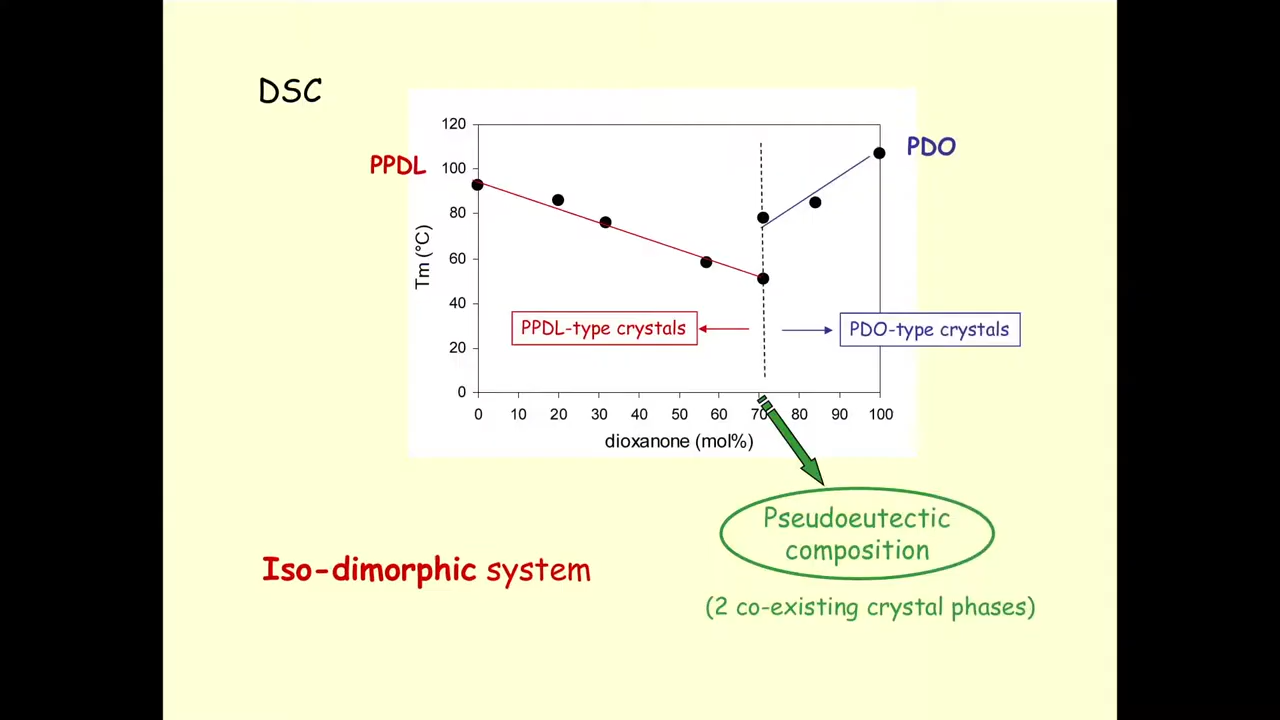 DSC
PPDL
PDO
120
100
80
60
40
20
0
Tm (°C)
PPDL-type crystals
PDO-type crystals
0 10 20 30 40 50 60 70 80 90 100
dioxanone (mol%)
Pseudoeutectic
composition
Iso-dimorphic system
(2 co-existing crystal phases)